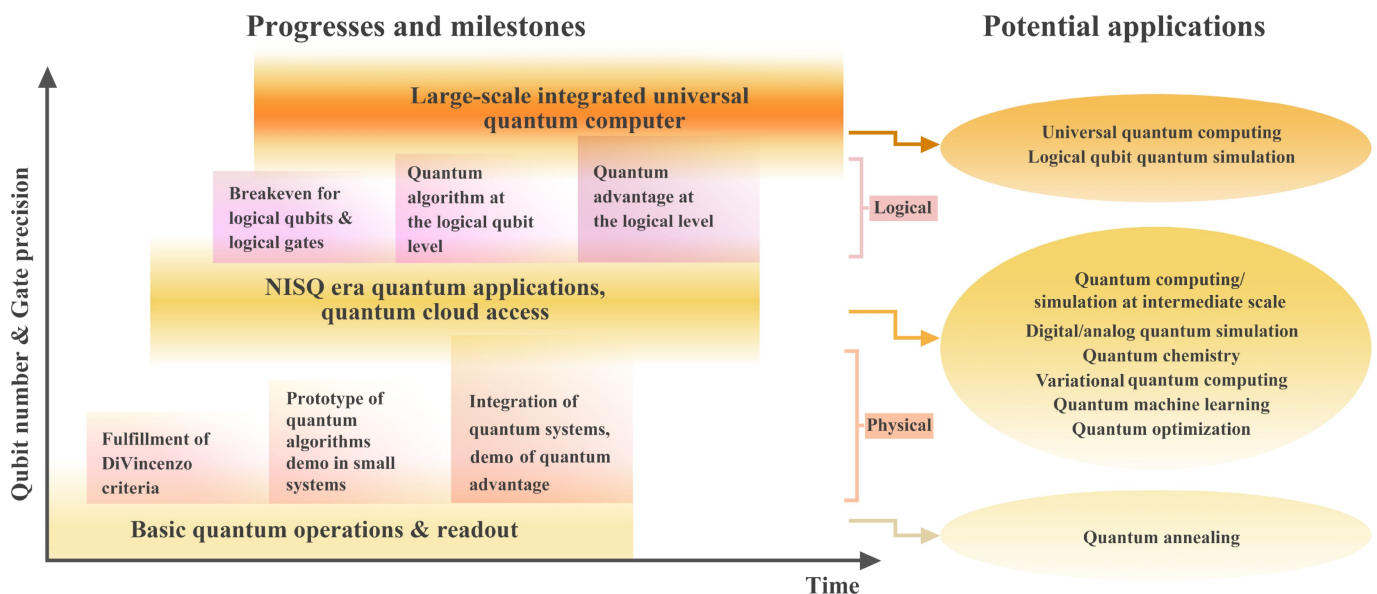 Progresses and milestones
Potential applications
Qubit number & Gate precision
Large-scale integrated universal
quantum computer
Breakeven for
logical qubits &
logical gates
Quantum
algorithm at
the logical qubit
level
Quantum
advantage at
the logical level
Logical
NISQ era quantum applications,
quantum cloud access
Fulfillment of
DiVincenzo
criteria
Prototype of
quantum
algorithms
demo in small
systems
Integration of
quantum systems,
demo of quantum
advantage
Physical
Basic quantum operations & readout
Time
Universal quantum computing
Logical qubit quantum simulation
Quantum computing/
simulation at intermediate scale
Digital/analog quantum simulation
Quantum chemistry
Variational quantum computing
Quantum machine learning
Quantum optimization
Quantum annealing